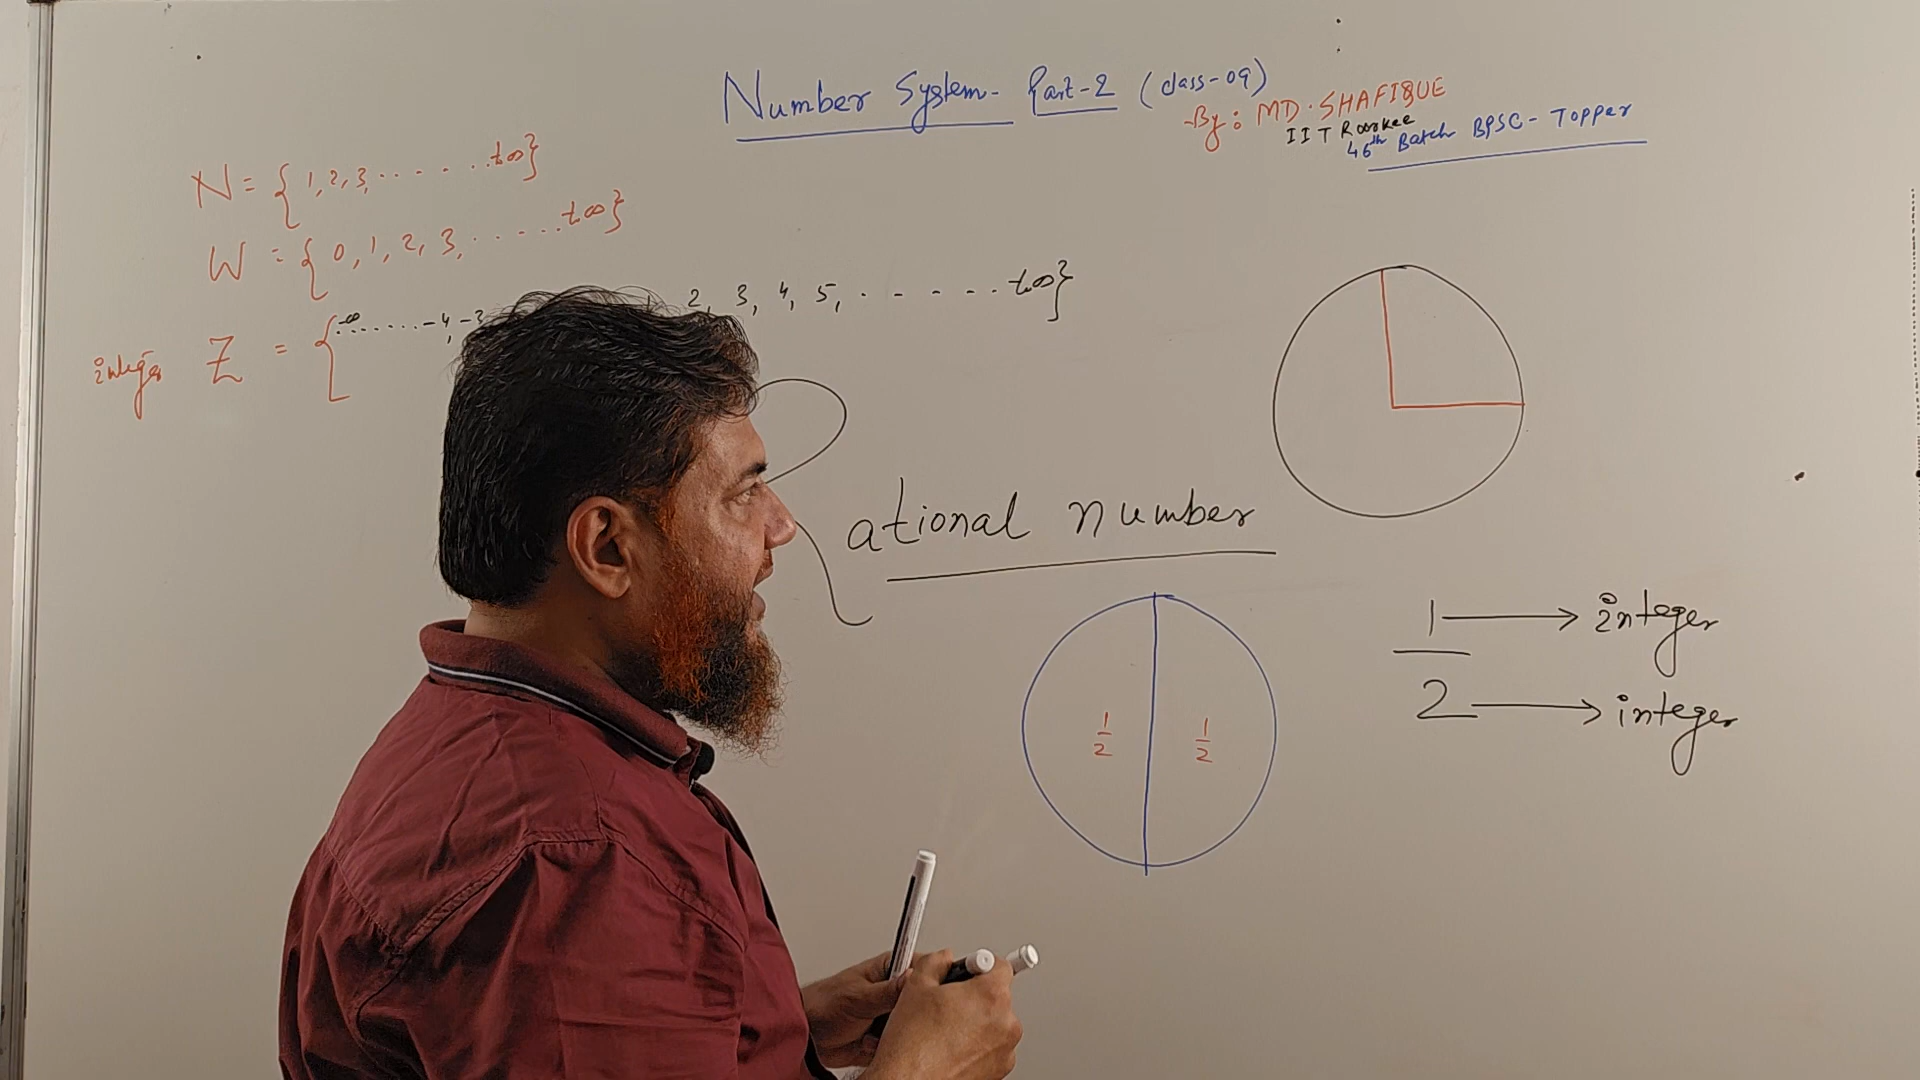 Number System- Part-2 (class-09)
-By: MD. SHAFIQUE
IIT Roorkee
46th Batch BPSC - Topper
N = { 1, 2, 3, ...... to ∞ }
W = { 0, 1, 2, 3, ...... to ∞ }
integer Z = { -∞ ....... -4, -3 1, 2, 3, 4, 5, ...... to ∞ }
ational number
1/2 1/2
1 → integer
2 → integer